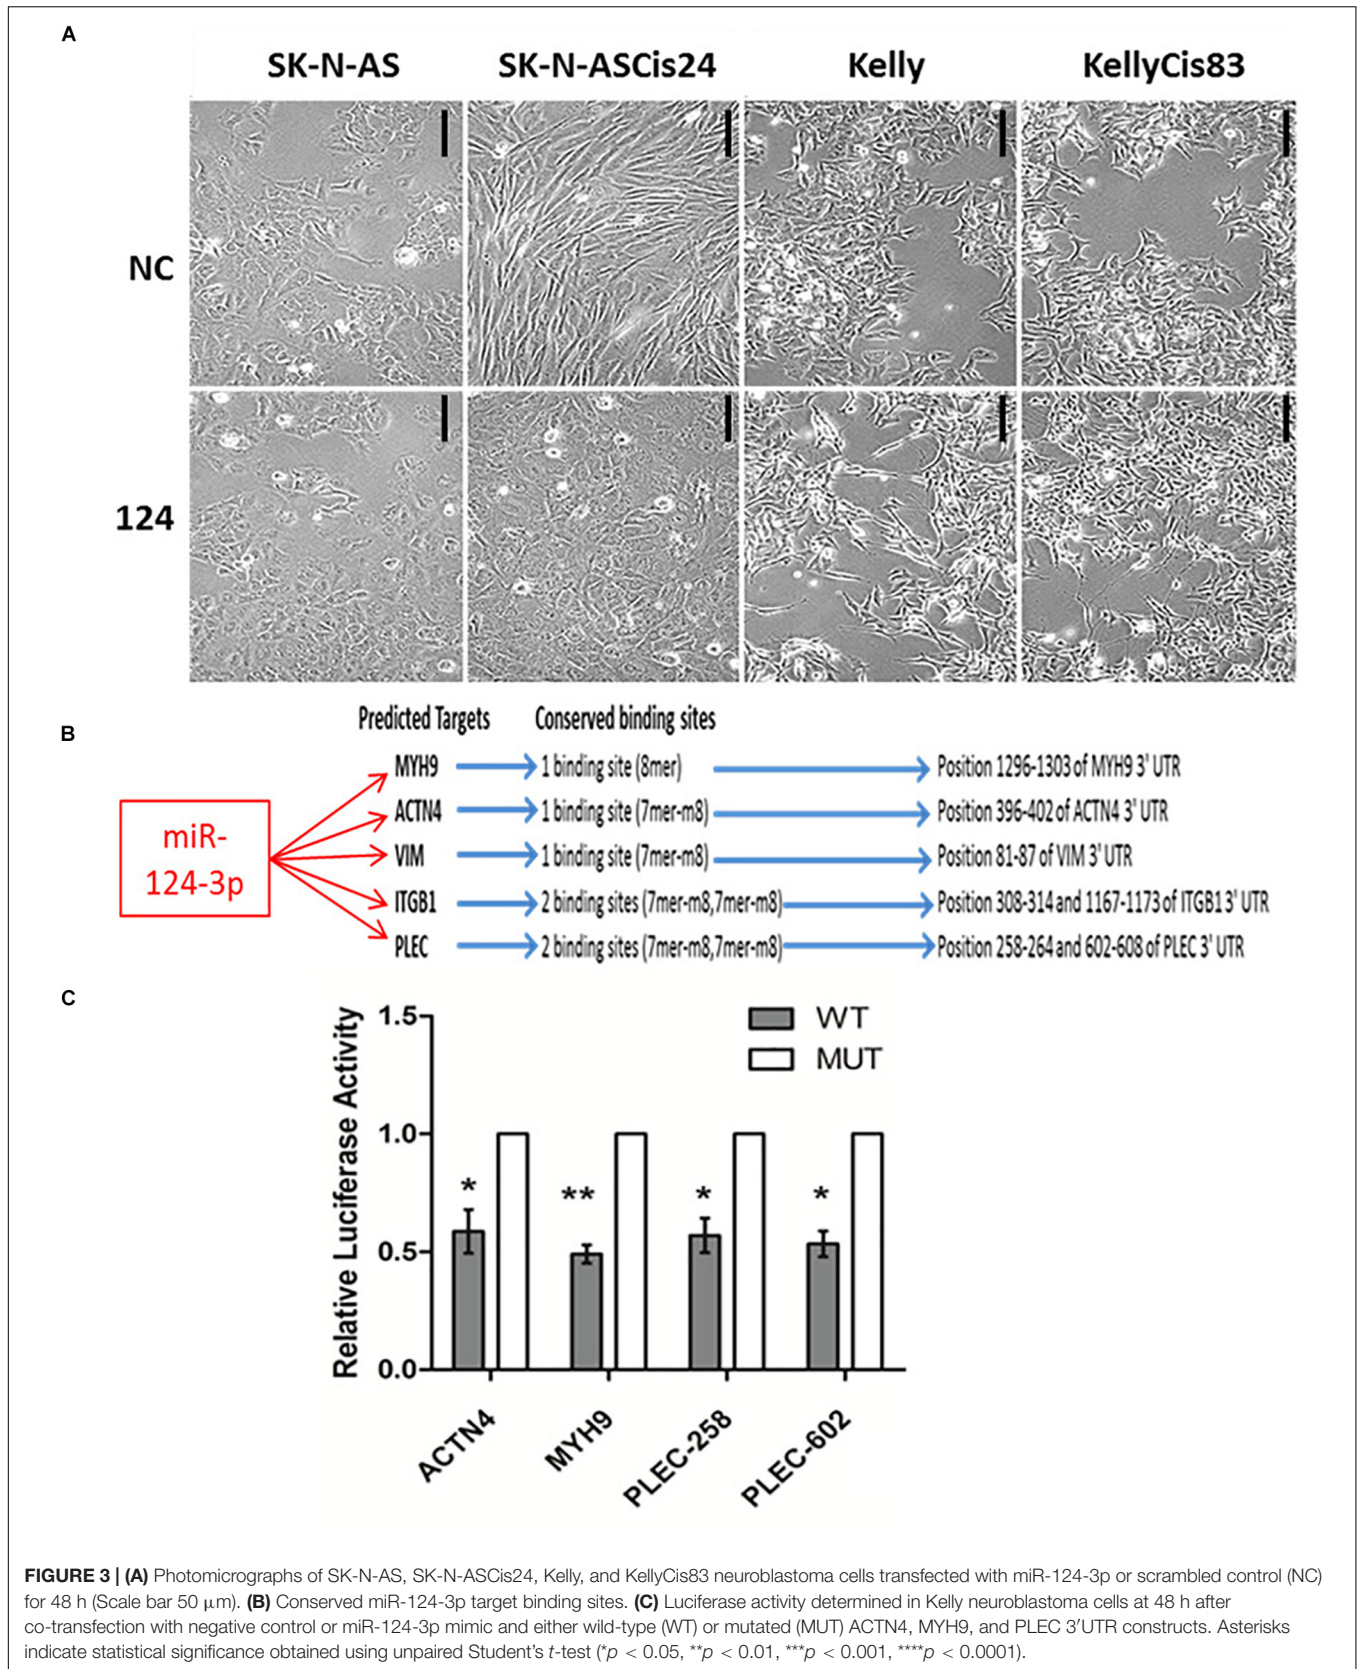 A
SK-N-AS SK-N-ASCis24 Kelly KellyCis83
NC
124
B
Predicted Targets Conserved binding sites
miR-
124-3p
MYH9 1 binding site (8mer) Position 1296-1303 of MYH9 3' UTR
ACTN4 1 binding site (7mer-m8) Position 396-402 of ACTN4 3' UTR
VIM 1 binding site (7mer-m8) Position 81-87 of VIM 3' UTR
ITGB1 2 binding sites (7mer-m8,7mer-m8) Position 308-314 and 1167-1173 of ITGB1 3' UTR
PLEC 2 binding sites (7mer-m8,7mer-m8) Position 258-264 and 602-608 of PLEC 3' UTR
C
Relative Luciferase Activity
1.5
1.0
0.5
0.0
WT
MUT
* ** * *
ACTN4 MYH9 PLEC-258 PLEC-602
FIGURE 3 | (A) Photomicrographs of SK-N-AS, SK-N-ASCis24, Kelly, and KellyCis83 neuroblastoma cells transfected with miR-124-3p or scrambled control (NC)
for 48 h (Scale bar 50 μm). (B) Conserved miR-124-3p target binding sites. (C) Luciferase activity determined in Kelly neuroblastoma cells at 48 h after
co-transfection with negative control or miR-124-3p mimic and either wild-type (WT) or mutated (MUT) ACTN4, MYH9, and PLEC 3′UTR constructs. Asterisks
indicate statistical significance obtained using unpaired Student's t-test (*p < 0.05, **p < 0.01, ***p < 0.001, ****p < 0.0001).